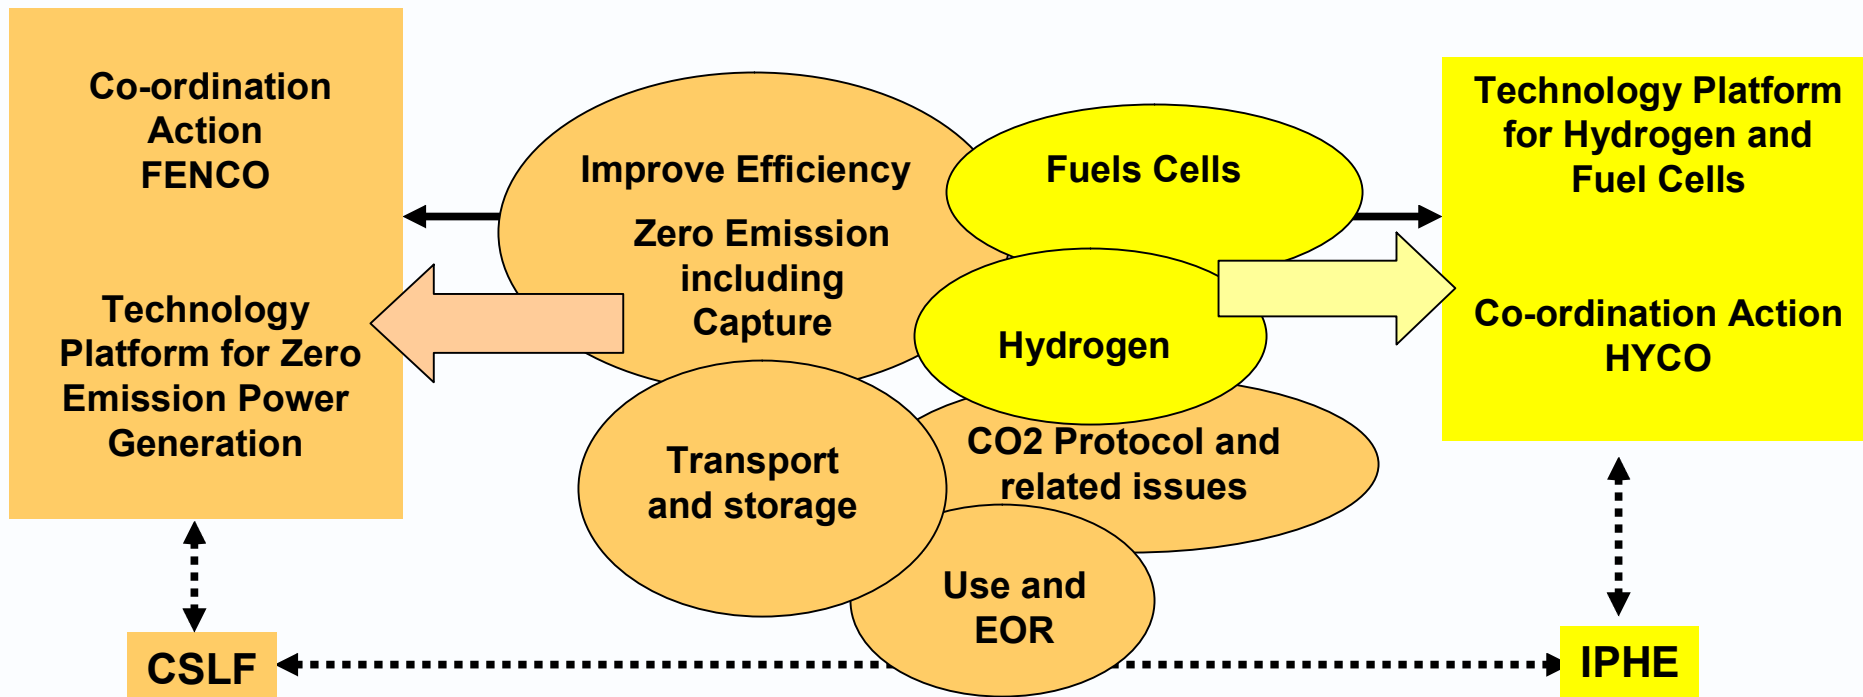 Co-ordination
Action
FENCO
Technology
Platform for Zero
Emission Power
Generation
CSLF
Improve Efficiency
Zero Emission
including
Capture
Fuels Cells
Hydrogen
Transport
and storage
CO2 Protocol and
related issues
Use and
EOR
Technology Platform
for Hydrogen and
Fuel Cells
Co-ordination Action
HYCO
IPHE